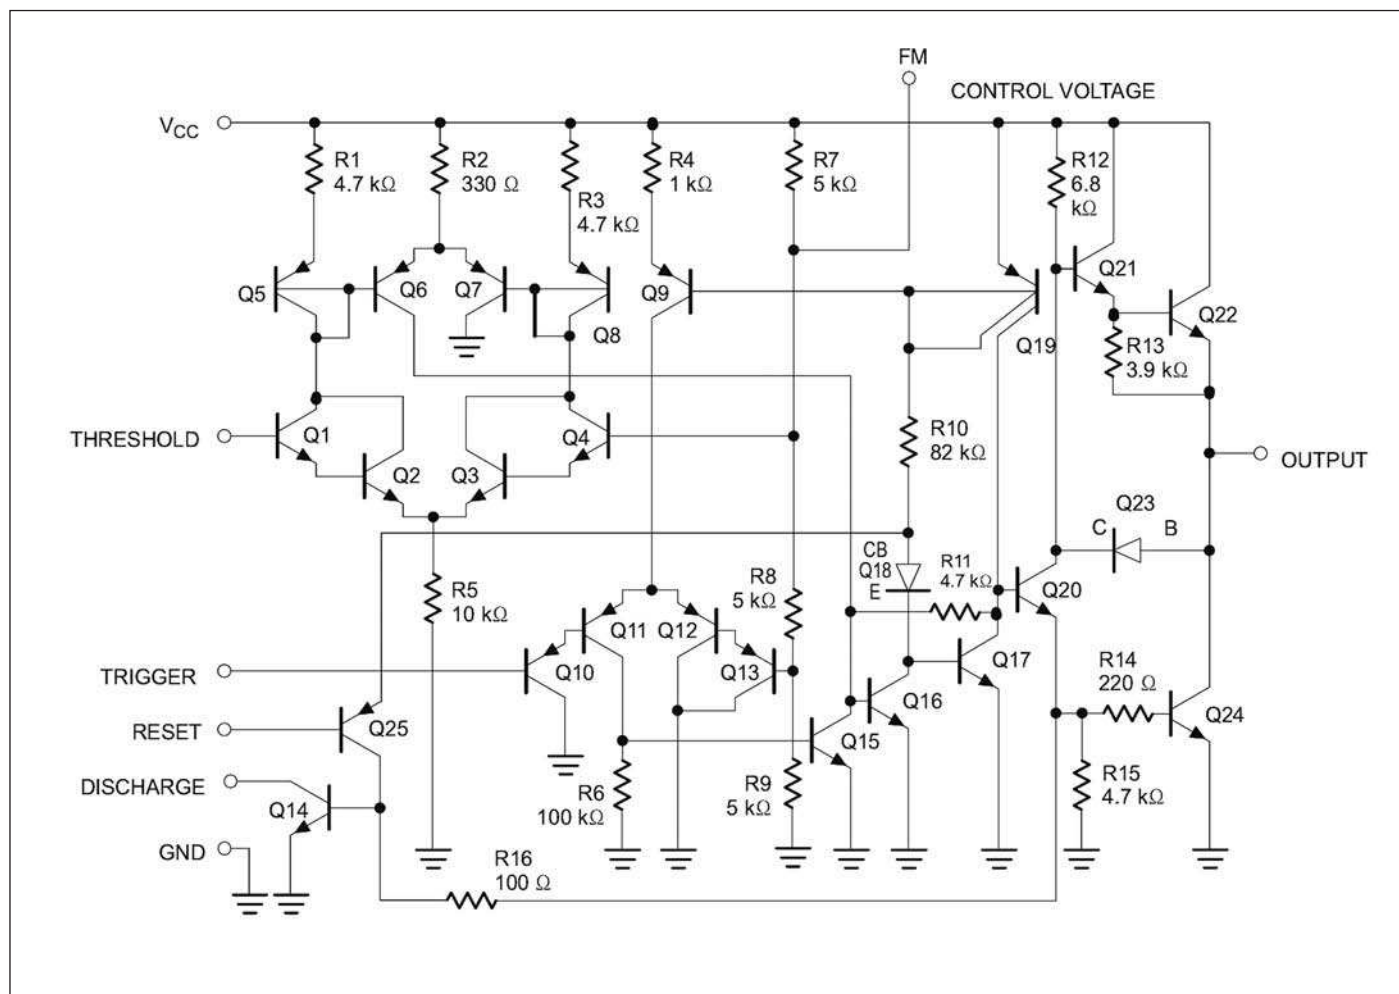 FM
CONTROL VOLTAGE
VCC
R1
4.7 kΩ
R2
330 Ω
R3
4.7 kΩ
R4
1 kΩ
R7
5 kΩ
R12
6.8
kΩ
Q5
Q6
Q7
Q8
Q9
Q19
Q21
Q22
R13
3.9 kΩ
THRESHOLD
Q1
Q2
Q3
Q4
R10
82 kΩ
OUTPUT
Q23
C
B
CB
Q18
E
R11
4.7 kΩ
Q20
R5
10 kΩ
R8
5 kΩ
Q11
Q12
TRIGGER
Q10
Q13
Q17
Q16
R14
220 Ω
RESET
Q25
Q15
Q24
DISCHARGE
Q14
R6
100 kΩ
R9
5 kΩ
R15
4.7 kΩ
GND
R16
100 Ω